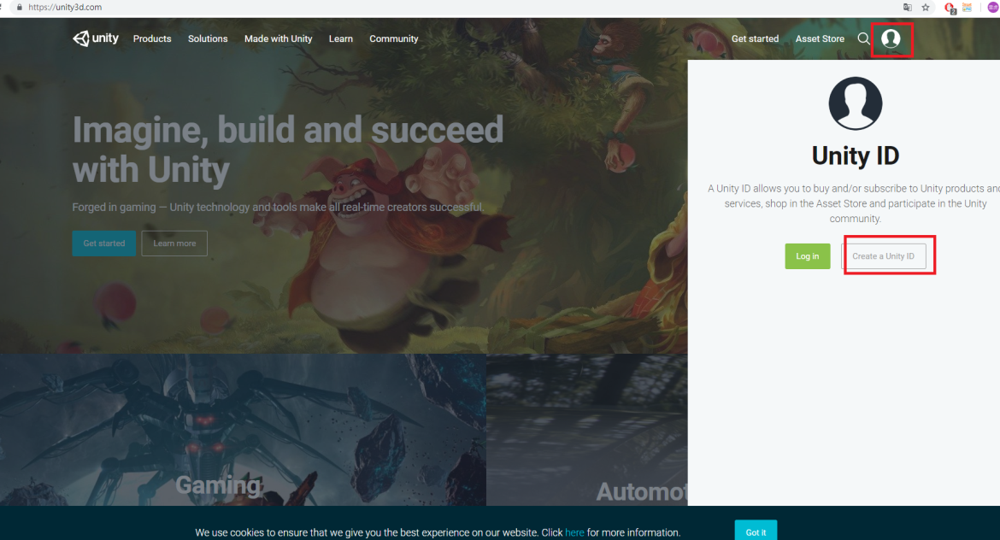 https://unity3d.com
unity Products Solutions Made with Unity Learn Community Get started Asset Store
Imagine, build and succeed
with Unity
Forged in gaming — Unity technology and tools make all real-time creators successful.
Get started Learn more
Unity ID
A Unity ID allows you to buy and/or subscribe to Unity products and
services, shop in the Asset Store and participate in the Unity
community.
Log in Create a Unity ID
Gaming
Automot
We use cookies to ensure that we give you the best experience on our website. Click here for more information.
Got it
2